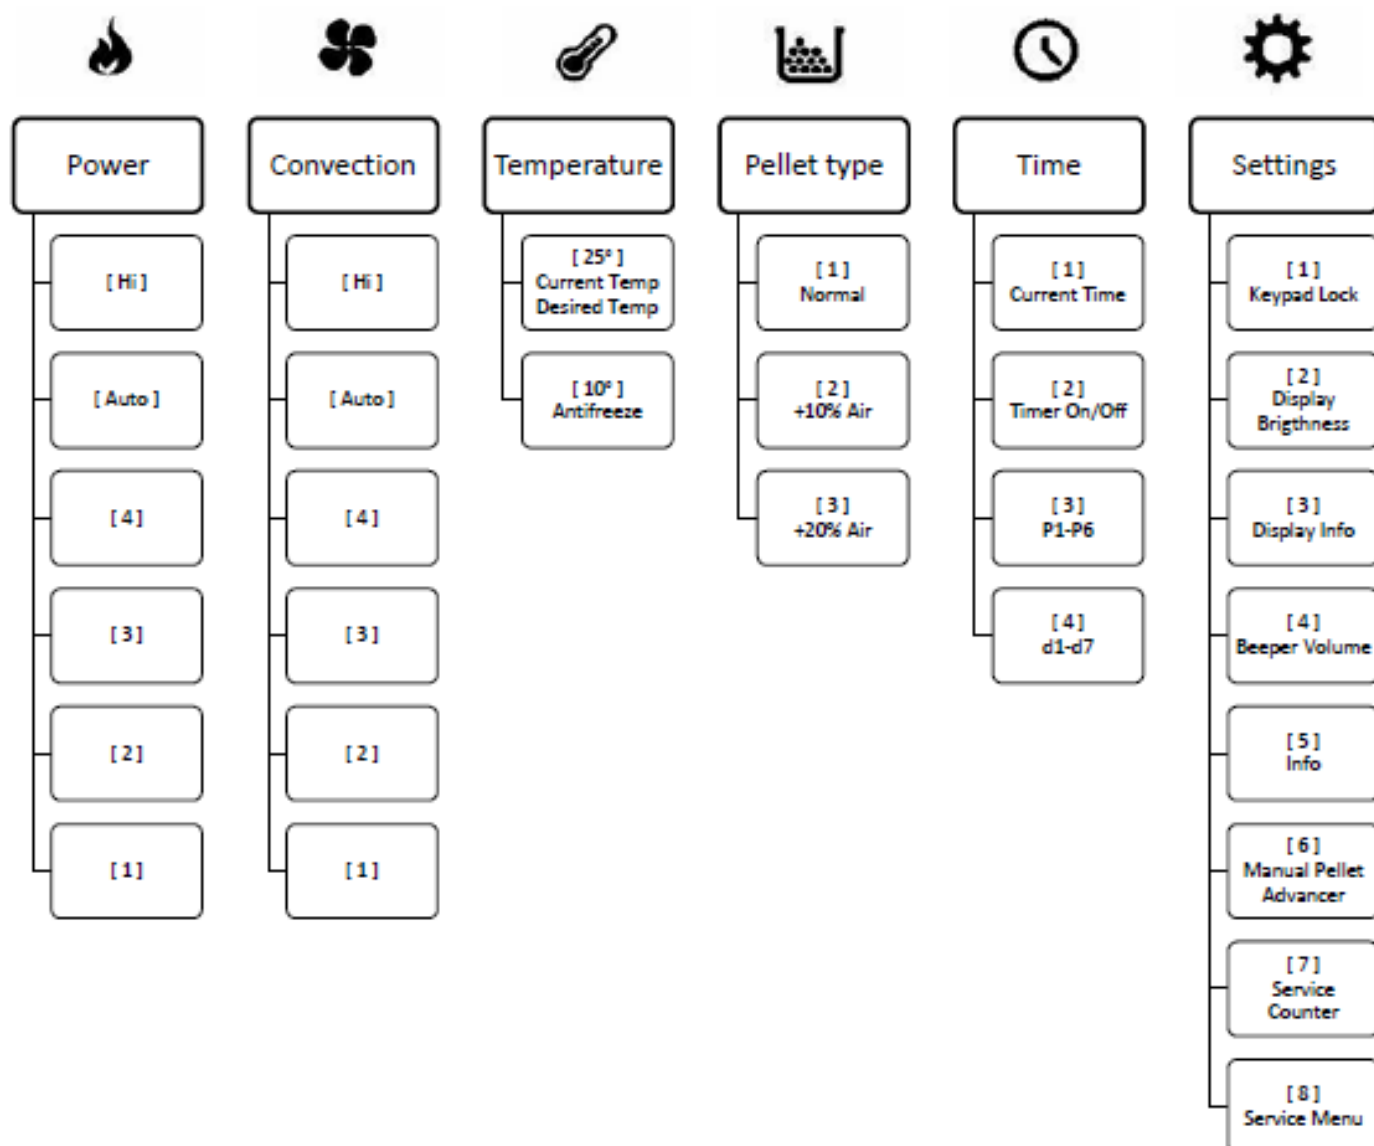 Power
[ Hi ]
[ Auto ]
[ 4 ]
[ 3 ]
[ 2 ]
[ 1 ]
Convection
[ Hi ]
[ Auto ]
[ 4 ]
[ 3 ]
[ 2 ]
[ 1 ]
Temperature
[ 25° ]
Current Temp
Desired Temp
[ 10° ]
Antifreeze
Pellet type
[ 1 ]
Normal
[ 2 ]
+10% Air
[ 3 ]
+20% Air
Time
[ 1 ]
Current Time
[ 2 ]
Timer On/Off
[ 3 ]
P1-P6
[ 4 ]
d1-d7
Settings
[ 1 ]
Keypad Lock
[ 2 ]
Display
Brigthness
[ 3 ]
Display Info
[ 4 ]
Beeper Volume
[ 5 ]
Info
[ 6 ]
Manual Pellet
Advancer
[ 7 ]
Service
Counter
[ 8 ]
Service Menu